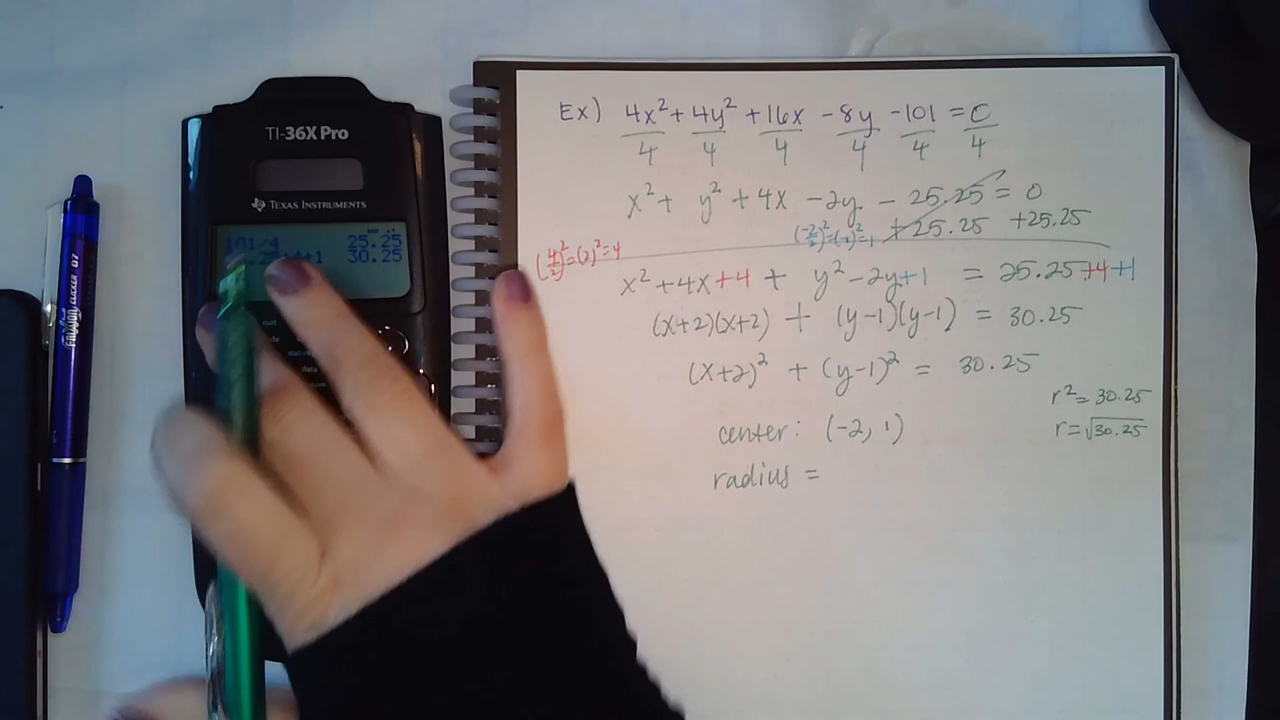 TI-36X Pro
TEXAS INSTRUMENTS
101/4 25.25
+1 30.25
FRIXION CLICKER 07
Ex) 4x²/4 + 4y²/4 + 16x/4 - 8y/4 - 101/4 = 0/4
x² + y² + 4x - 2y - 25.25 = 0
+25.25 +25.25
(4/2)² = (2)² = 4
(-2/2)² = (-1)² = 1
x² + 4x + 4 + y² - 2y + 1 = 25.25 + 4 + 1
(x+2)(x+2) + (y-1)(y-1) = 30.25
(x+2)² + (y-1)² = 30.25
r² = 30.25
center: (-2, 1)
r = √30.25
radius =